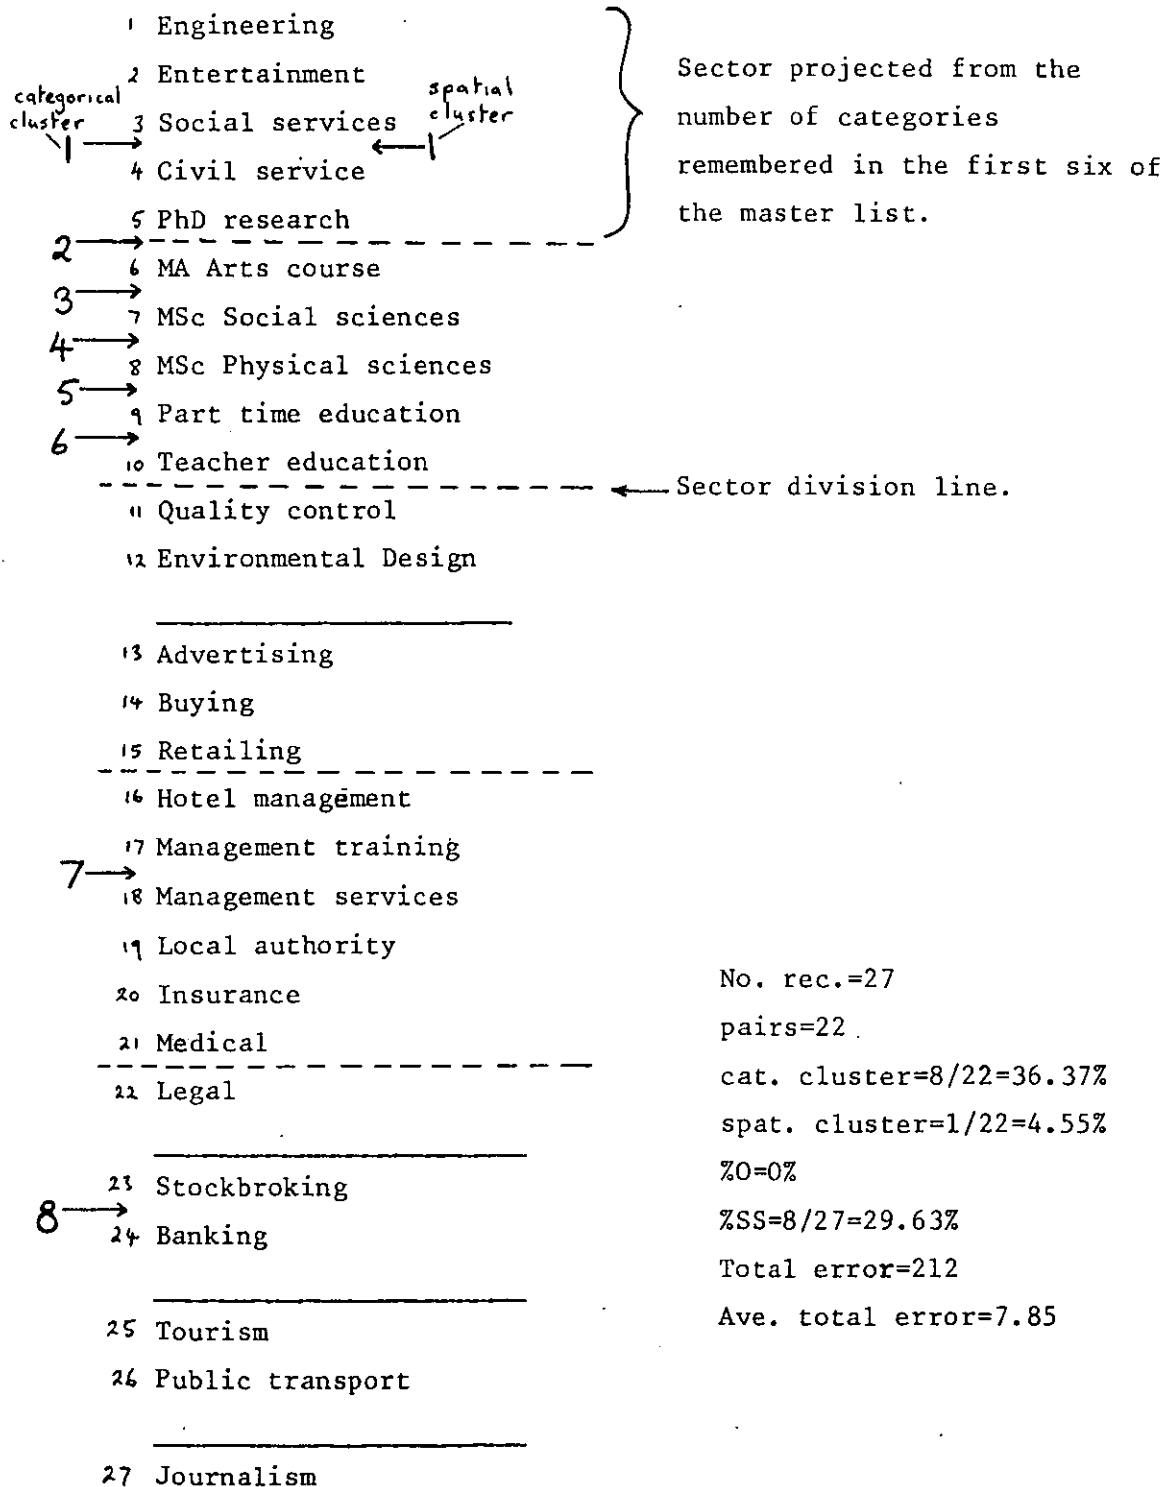 1 Engineering
2 Entertainment
categorical cluster
1
3 Social services
spatial cluster
1
4 Civil service
5 PhD research
Sector projected from the
number of categories
remembered in the first six of
the master list.
2
6 MA Arts course
3
7 MSc Social sciences
4
8 MSc Physical sciences
5
9 Part time education
6
10 Teacher education
Sector division line.
11 Quality control
12 Environmental Design
13 Advertising
14 Buying
15 Retailing
16 Hotel management
17 Management training
7
18 Management services
19 Local authority
20 Insurance
21 Medical
22 Legal
23 Stockbroking
8
24 Banking
25 Tourism
26 Public transport
27 Journalism
No. rec.=27
pairs=22
cat. cluster=8/22=36.37%
spat. cluster=1/22=4.55%
%O=0%
%SS=8/27=29.63%
Total error=212
Ave. total error=7.85